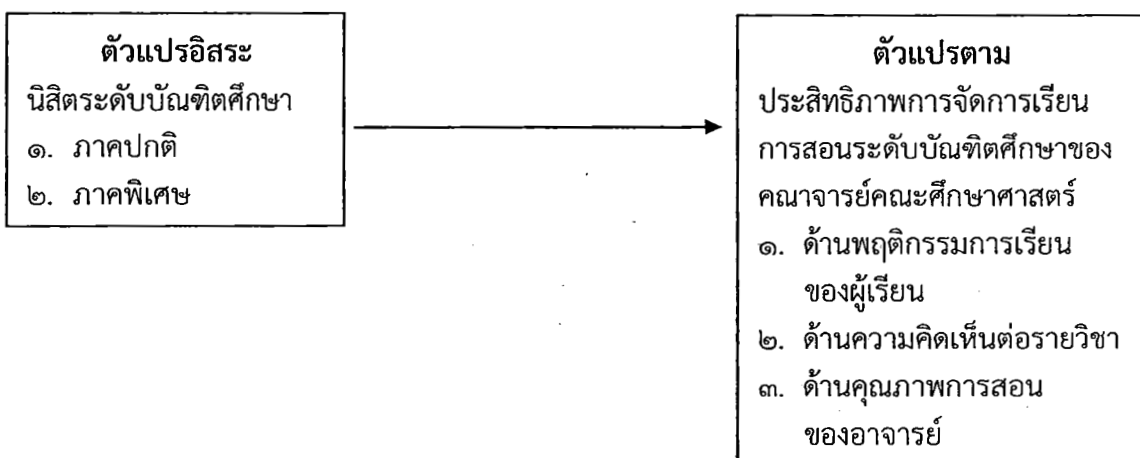 ตัวแปรอิสระ
นิสิตระดับบัณฑิตศึกษา
๑. ภาคปกติ
๒. ภาคพิเศษ
ตัวแปรตาม
ประสิทธิภาพการจัดการเรียน
การสอนระดับบัณฑิตศึกษาของ
คณาจารย์คณะศึกษาศาสตร์
๑. ด้านพฤติกรรมการเรียน
ของผู้เรียน
๒. ด้านความคิดเห็นต่อรายวิชา
๓. ด้านคุณภาพการสอน
ของอาจารย์